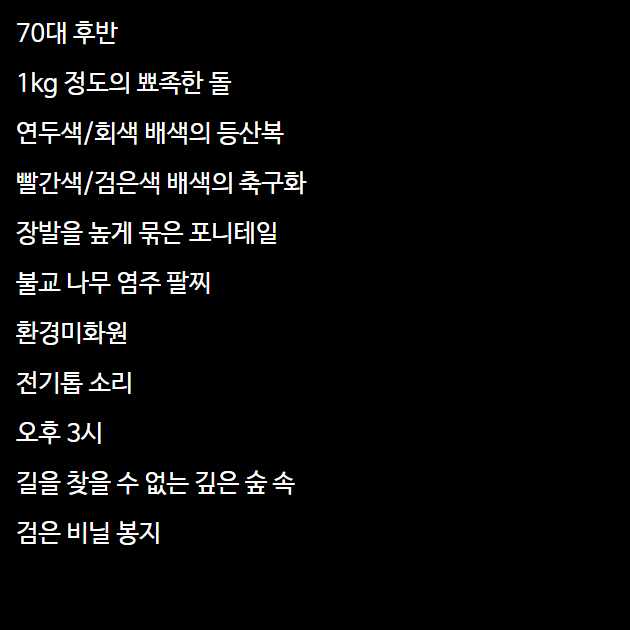 70대 후반
1kg 정도의 뾰족한 돌
연두색/회색 배색의 등산복
빨간색/검은색 배색의 축구화
장발을 높게 묶은 포니테일
불교 나무 염주 팔찌
환경미화원
전기톱 소리
오후 3시
길을 찾을 수 없는 깊은 숲 속
검은 비닐 봉지